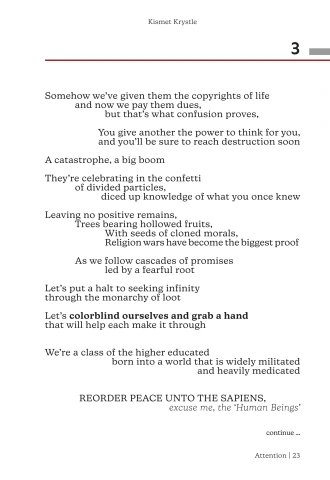 Kismet Krystle
3
Somehow we've given them the copyrights of life
and now we pay them dues,
but that's what confusion proves,
You give another the power to think for you,
and you'll be sure to reach destruction soon
A catastrophe, a big boom
They're celebrating in the confetti
of divided particles,
diced up knowledge of what you once knew
Leaving no positive remains,
Trees bearing hollowed fruits,
With seeds of cloned morals,
Religion wars have become the biggest proof
As we follow cascades of promises
led by a fearful root
Let's put a halt to seeking infinity
through the monarchy of loot
Let's colorblind ourselves and grab a hand
that will help each make it through
We're a class of the higher educated
born into a world that is widely militated
and heavily medicated
REORDER PEACE UNTO THE SAPIENS,
excuse me, the 'Human Beings'
continue ...
Attention | 23